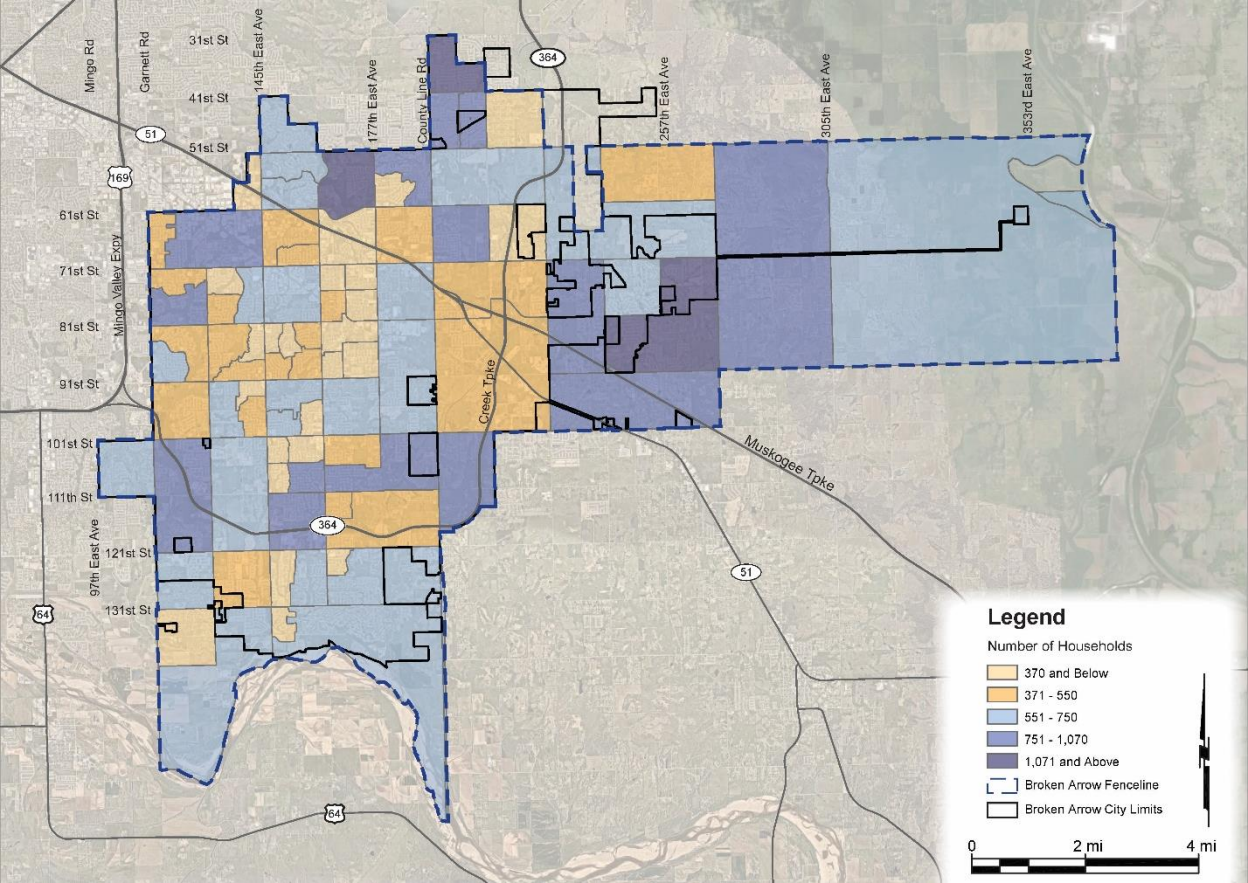 Mingo Rd
Garnett Rd
145th East Ave
177th East Ave
County Line Rd
257th East Ave
305th East Ave
353rd East Ave
31st St
364
41st St
51
51st St
169
61st St
71st St
Mingo Valley Expy
81st St
91st St
Creek Tpke
101st St
Muskogee Tpke
111th St
364
97th East Ave
121st St
51
131st St
64
64
Legend
Number of Households
370 and Below
371 - 550
551 - 750
751 - 1,070
1,071 and Above
Broken Arrow Fenceline
Broken Arrow City Limits
0 2 mi 4 mi